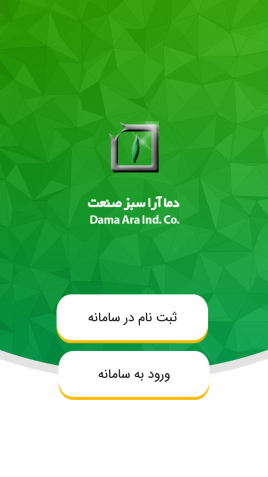 دما آرا سبز صنعت
Dama Ara Ind. Co.
ثبت نام در سامانه
ورود به سامانه